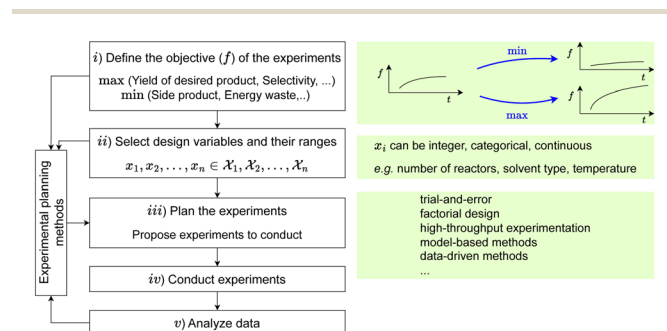 i) Define the objective (f) of the experiments
max (Yield of desired product, Selectivity, ...)
min (Side product, Energy waste,..)
f
t
min
max
f
t
f
t
ii) Select design variables and their ranges
x₁, x₂, . . . , xₙ ∈ 𝒳₁, 𝒳₂, . . . , 𝒳ₙ
xᵢ can be integer, categorical, continuous
e.g. number of reactors, solvent type, temperature
Experimental planning
methods
iii) Plan the experiments
Propose experiments to conduct
trial-and-error
factorial design
high-throughput experimentation
model-based methods
data-driven methods
...
iv) Conduct experiments
v) Analyze data